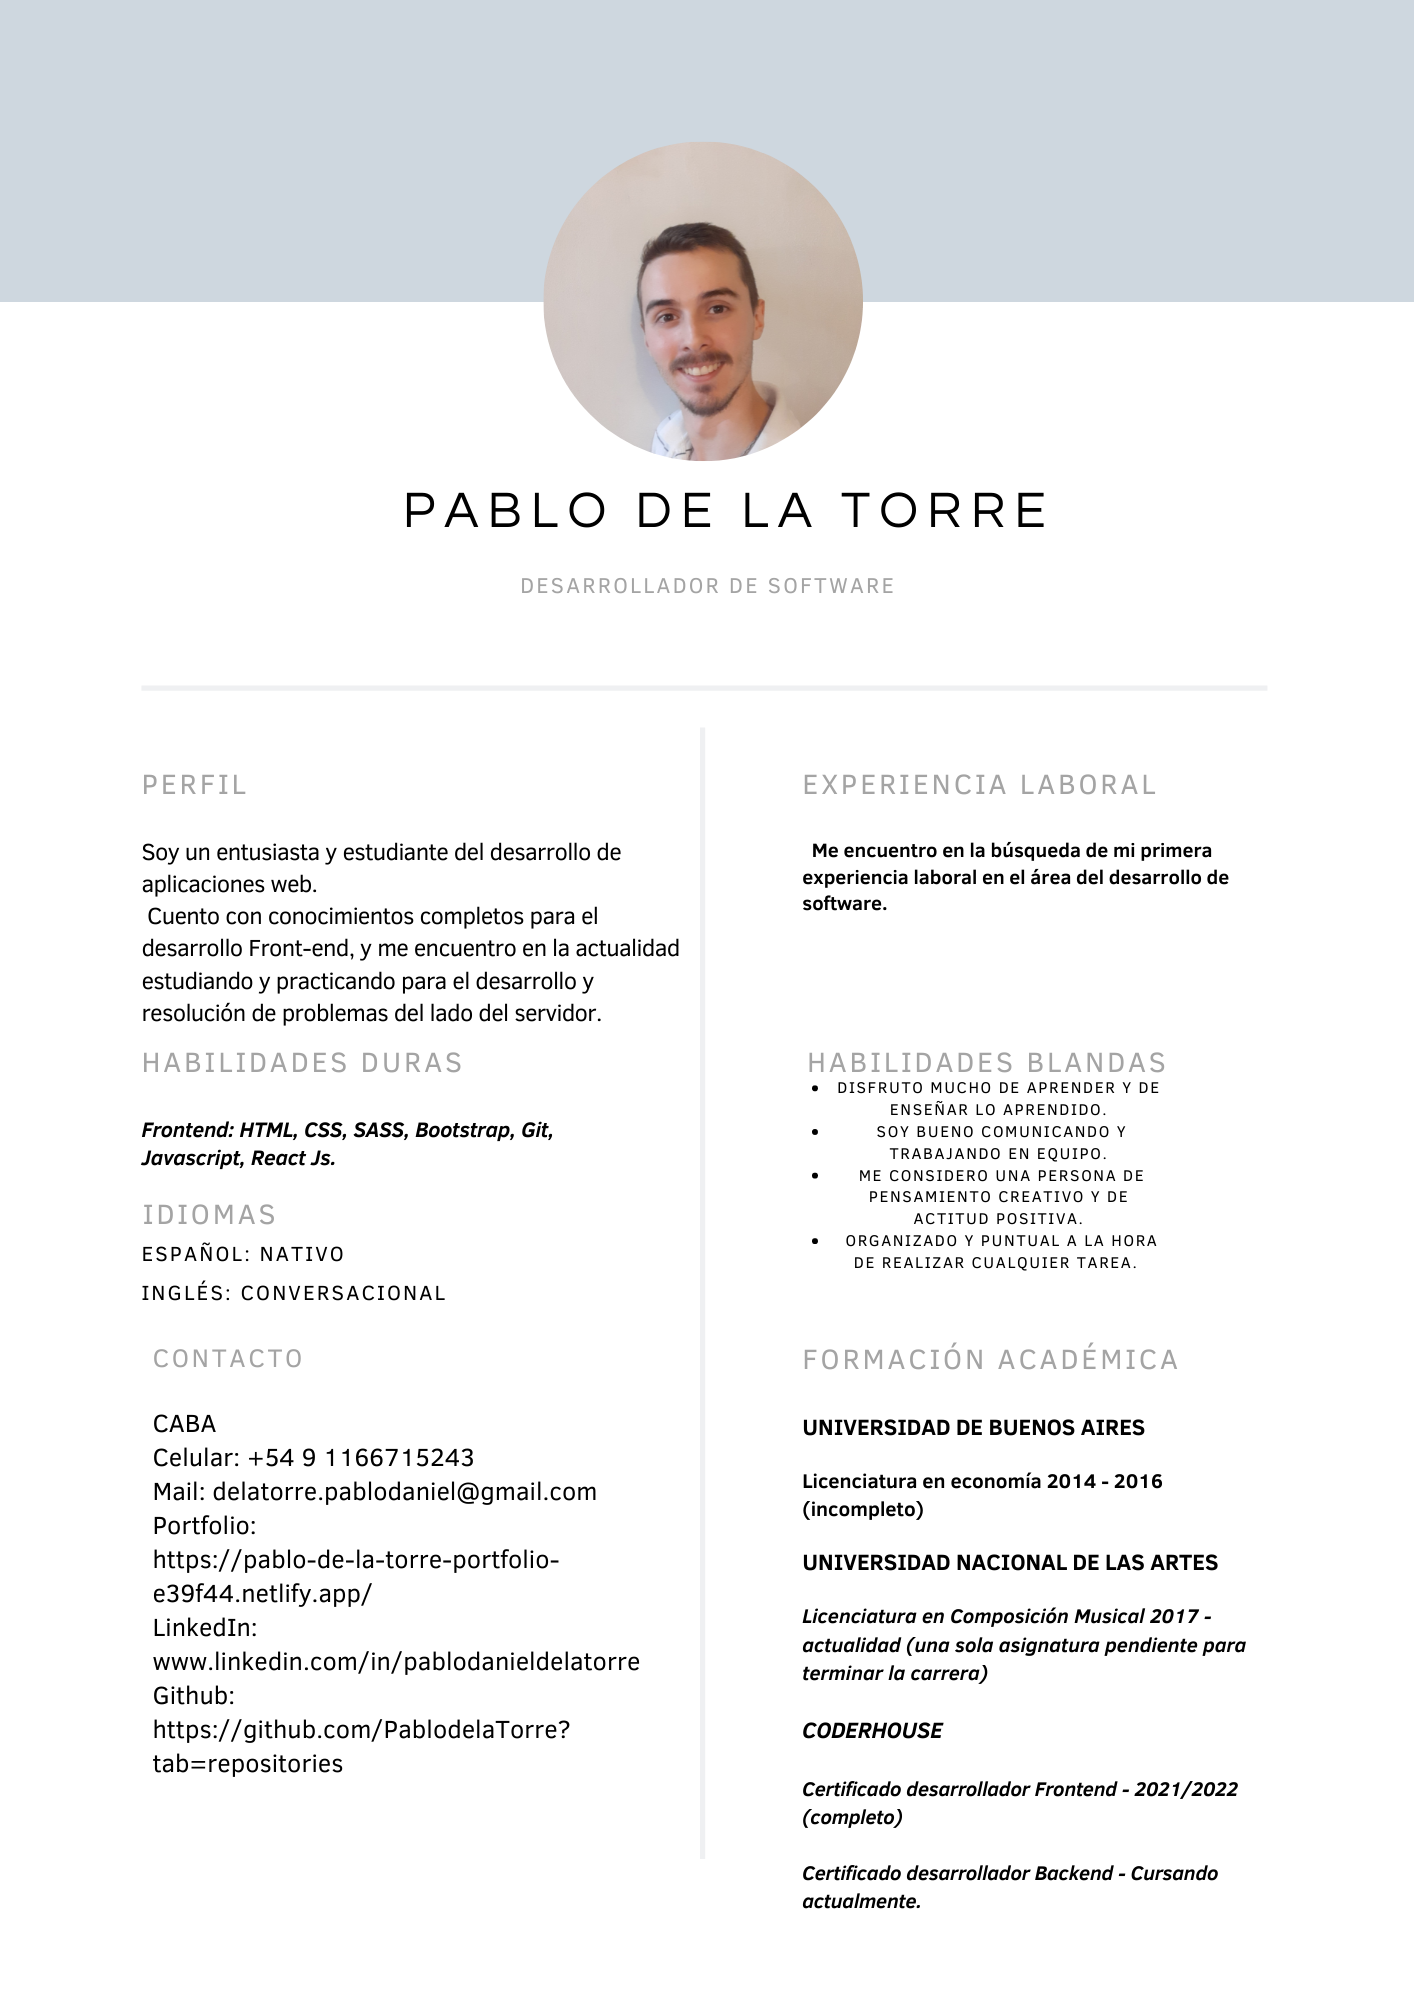 PABLO DE LA TORRE
DESARROLLADOR DE SOFTWARE
PERFIL
Soy un entusiasta y estudiante del desarrollo de
aplicaciones web.
Cuento con conocimientos completos para el
desarrollo Front-end, y me encuentro en la actualidad
estudiando y practicando para el desarrollo y
resolución de problemas del lado del servidor.
HABILIDADES DURAS
Frontend: HTML, CSS, SASS, Bootstrap, Git,
Javascript, React Js.
IDIOMAS
ESPAÑOL: NATIVO
INGLÉS: CONVERSACIONAL
CONTACTO
CABA
Celular: +54 9 1166715243
Mail: delatorre.pablodaniel@gmail.com
Portfolio:
https://pablo-de-la-torre-portfolio-
e39f44.netlify.app/
LinkedIn:
www.linkedin.com/in/pablodanieldelatorre
Github:
https://github.com/PablodelaTorre?
tab=repositories
EXPERIENCIA LABORAL
Me encuentro en la búsqueda de mi primera
experiencia laboral en el área del desarrollo de
software.
HABILIDADES BLANDAS
• DISFRUTO MUCHO DE APRENDER Y DE
ENSEÑAR LO APRENDIDO.
• SOY BUENO COMUNICANDO Y
TRABAJANDO EN EQUIPO.
• ME CONSIDERO UNA PERSONA DE
PENSAMIENTO CREATIVO Y DE
ACTITUD POSITIVA.
• ORGANIZADO Y PUNTUAL A LA HORA
DE REALIZAR CUALQUIER TAREA.
FORMACIÓN ACADÉMICA
UNIVERSIDAD DE BUENOS AIRES
Licenciatura en economía 2014 - 2016
(incompleto)
UNIVERSIDAD NACIONAL DE LAS ARTES
Licenciatura en Composición Musical 2017 -
actualidad (una sola asignatura pendiente para
terminar la carrera)
CODERHOUSE
Certificado desarrollador Frontend - 2021/2022
(completo)
Certificado desarrollador Backend - Cursando
actualmente.